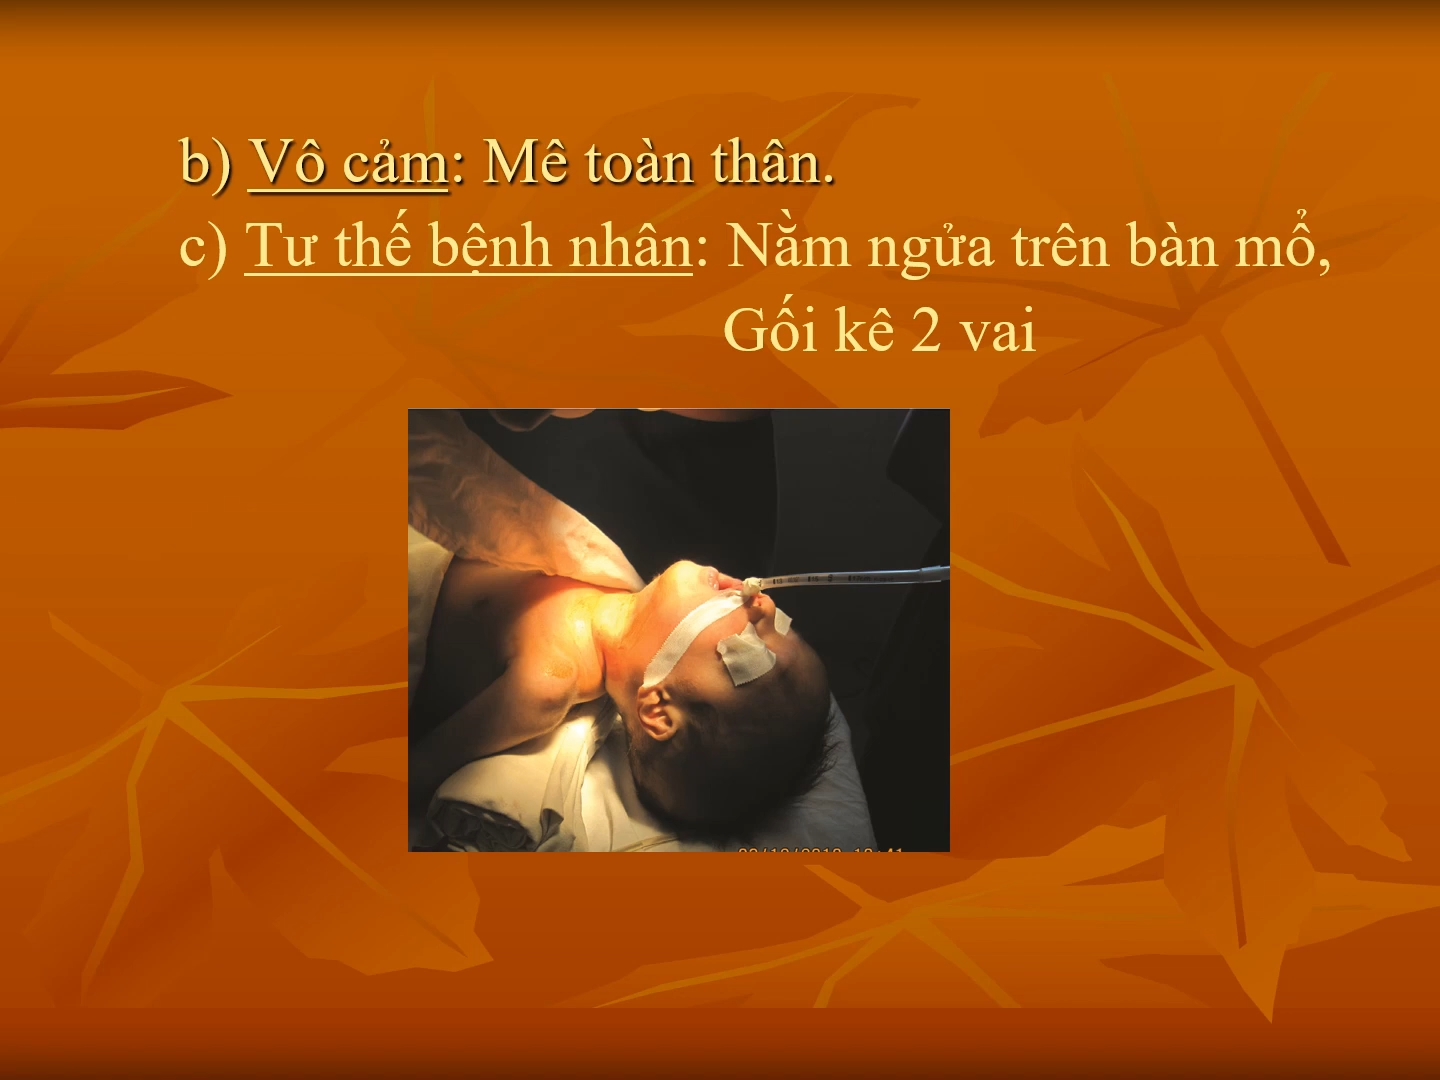 b) Vô cảm: Mê toàn thân.
c) Tư thế bệnh nhân: Nằm ngửa trên bàn mổ,
Gối kê 2 vai